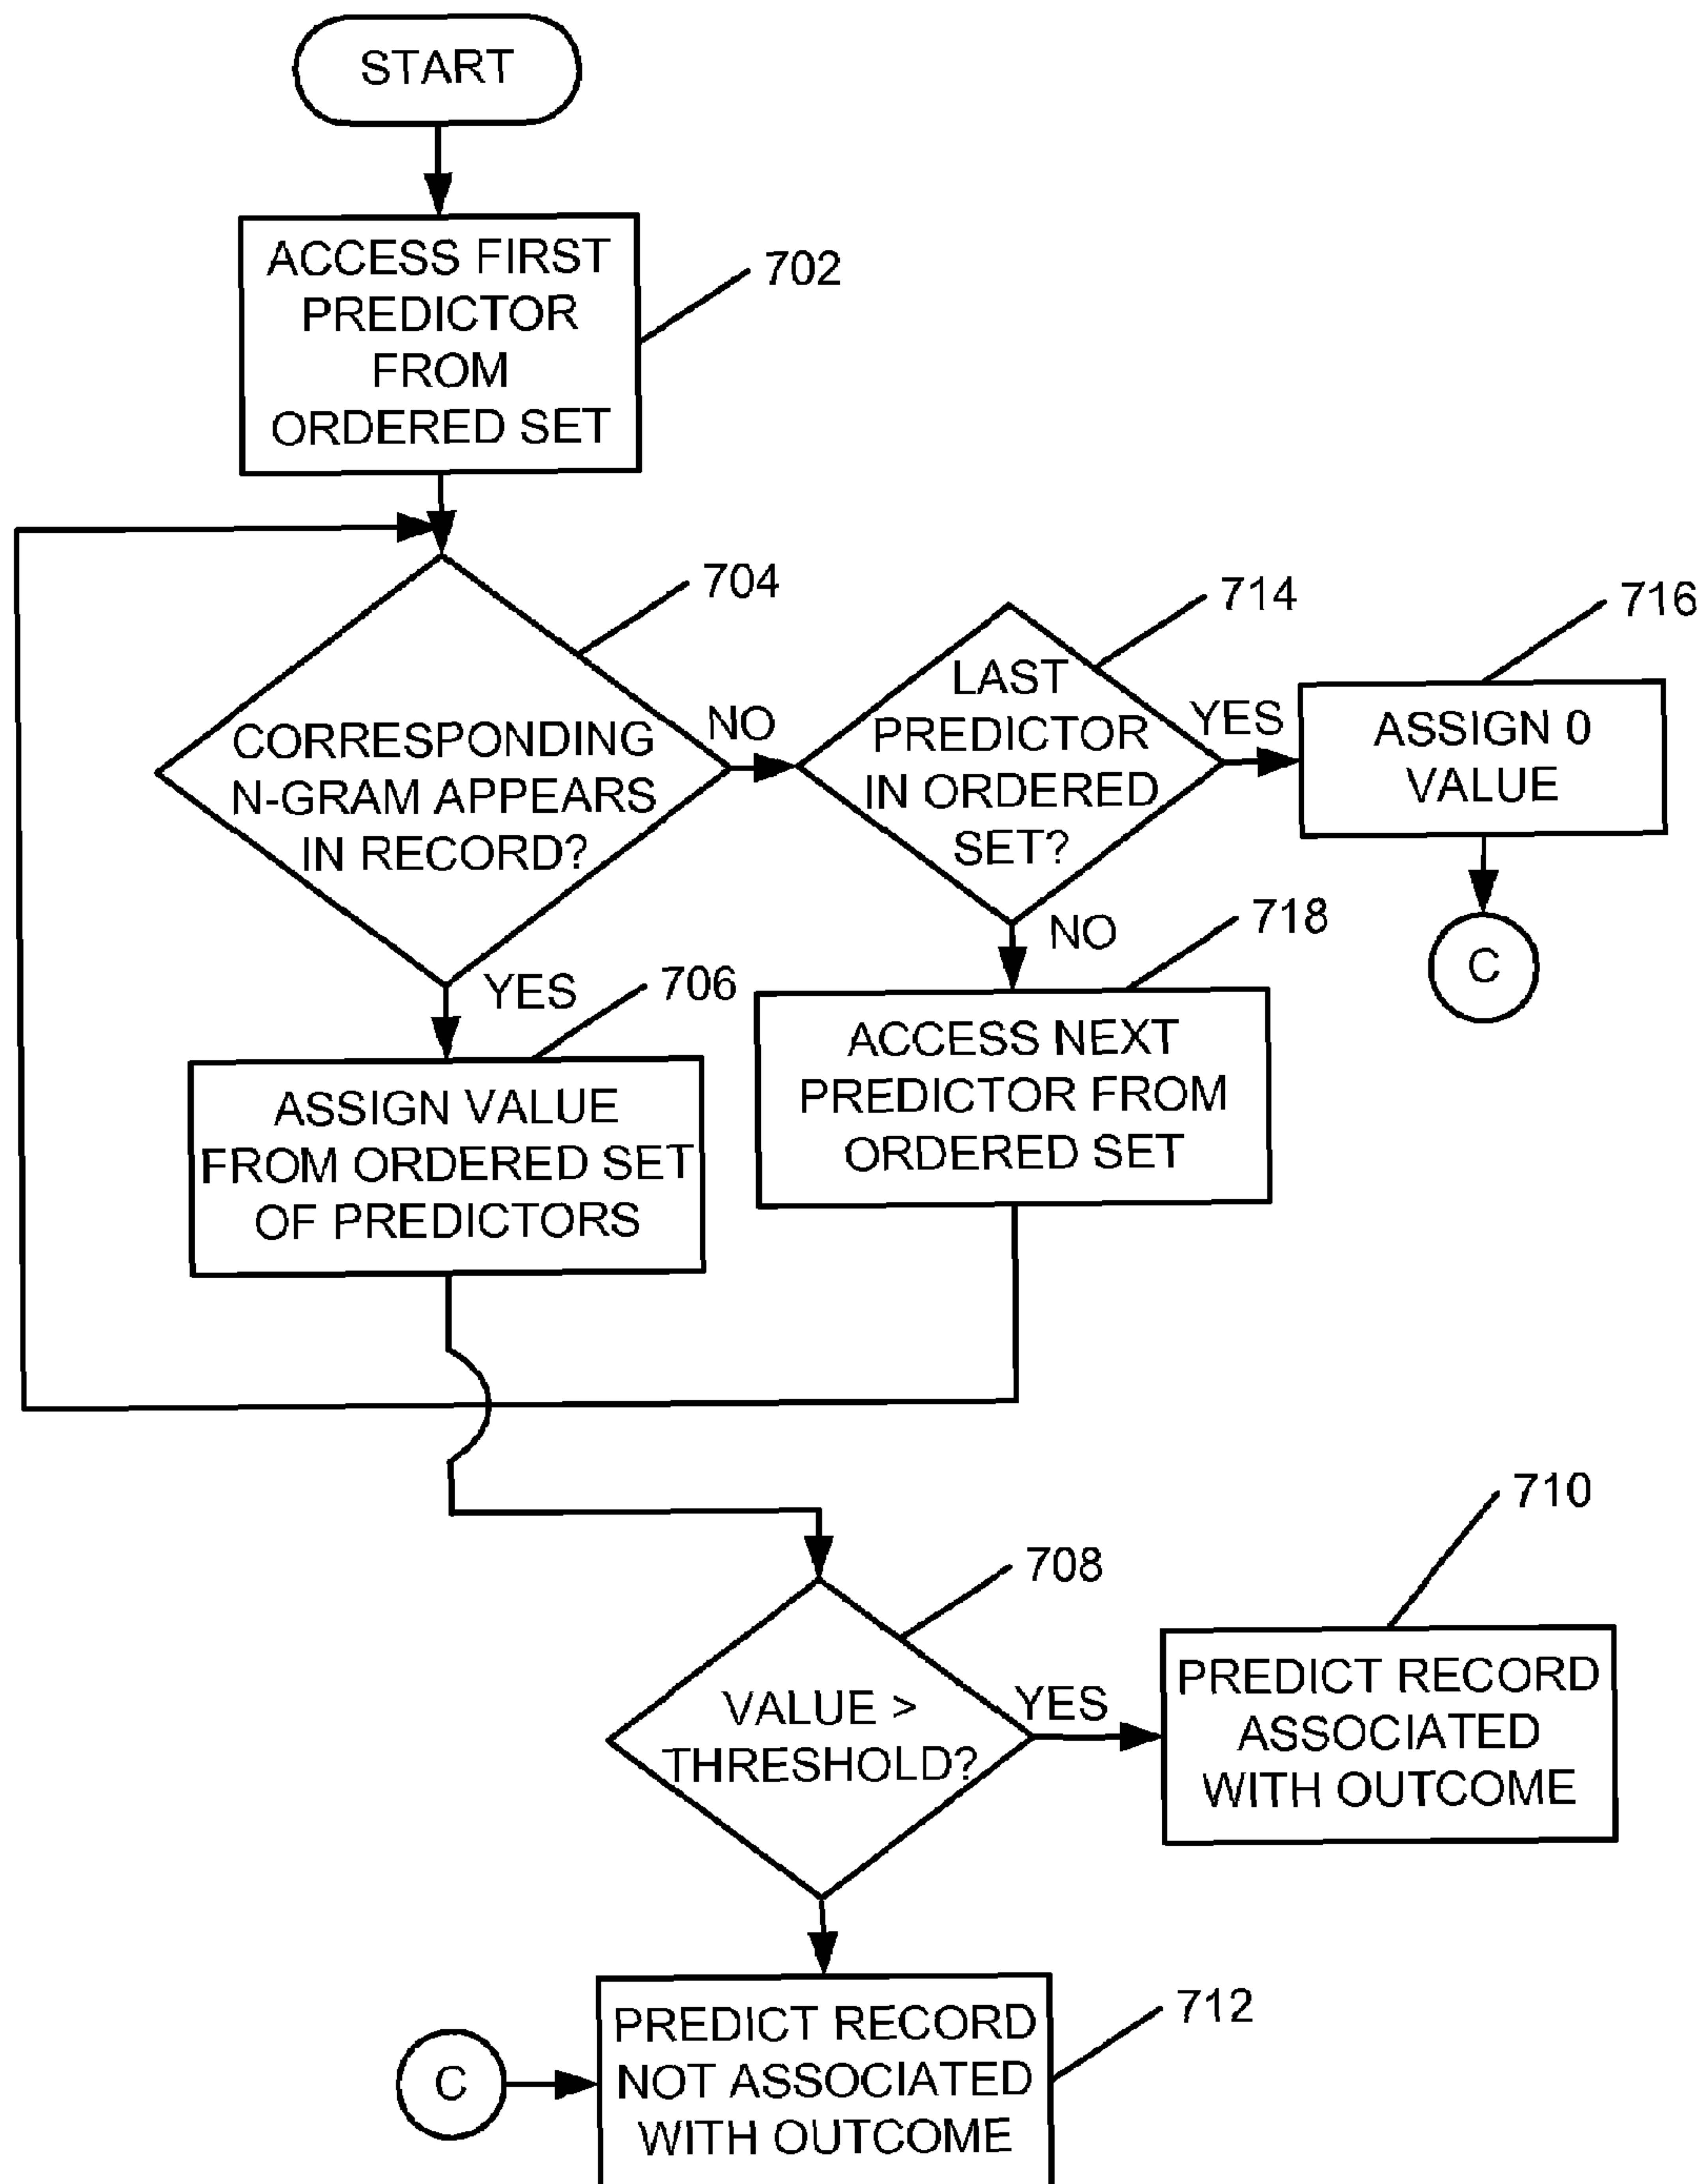 START
ACCESS FIRST
PREDICTOR
FROM
ORDERED SET
702
704
CORRESPONDING
N-GRAM APPEARS
IN RECORD?
NO
YES
714
LAST
PREDICTOR
IN ORDERED
SET?
YES
NO
716
ASSIGN 0
VALUE
C
706
ASSIGN VALUE
FROM ORDERED SET
OF PREDICTORS
718
ACCESS NEXT
PREDICTOR FROM
ORDERED SET
708
VALUE >
THRESHOLD?
YES
710
PREDICT RECORD
ASSOCIATED
WITH OUTCOME
C
712
PREDICT RECORD
NOT ASSOCIATED
WITH OUTCOME